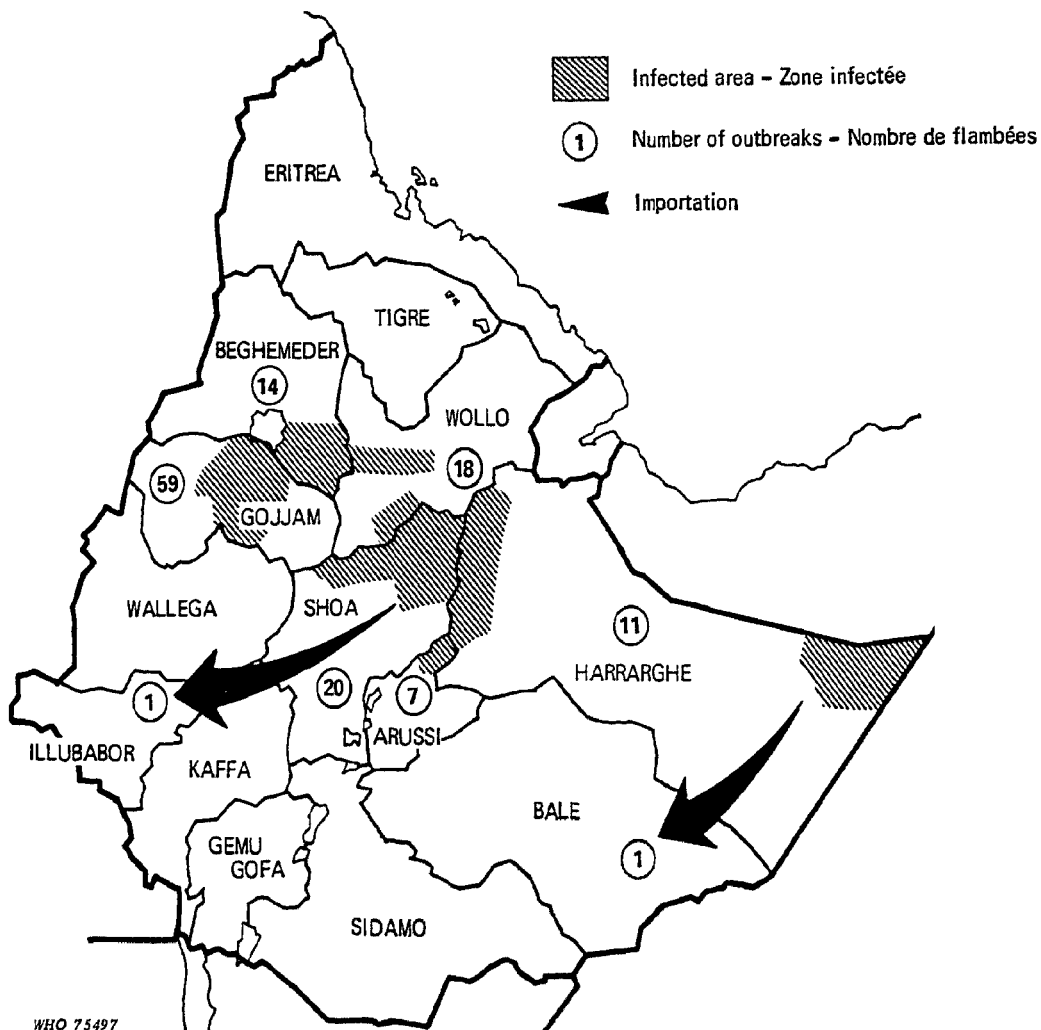 Infected area – Zone infectée
1
Number of outbreaks – Nombre de flambées
Importation
ERITREA
TIGRE
BEGHEMEDER
14
WOLLO
18
59
GOJJAM
WALLEGA
SHOA
11
HARRARGHE
1
20
7
ILLUBABOR
ARUSSI
KAFFA
BALE
GEMU
GOFA
1
SIDAMO
WHO 75497